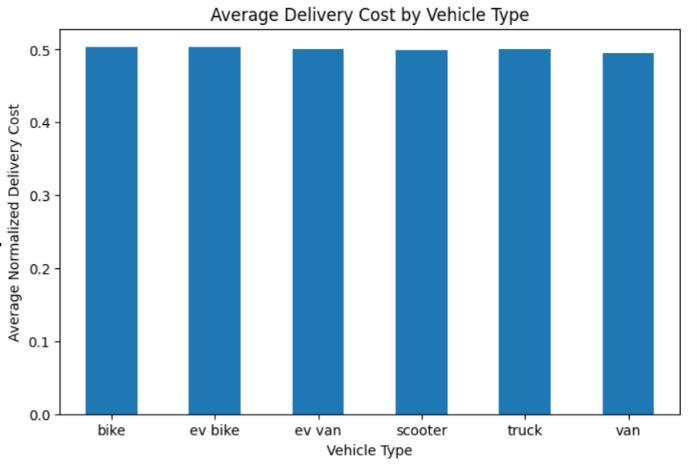 Average Delivery Cost by Vehicle Type
Average Normalized Delivery Cost
0.5
0.4
0.3
0.2
0.1
0.0
bike ev bike ev van scooter truck van
Vehicle Type